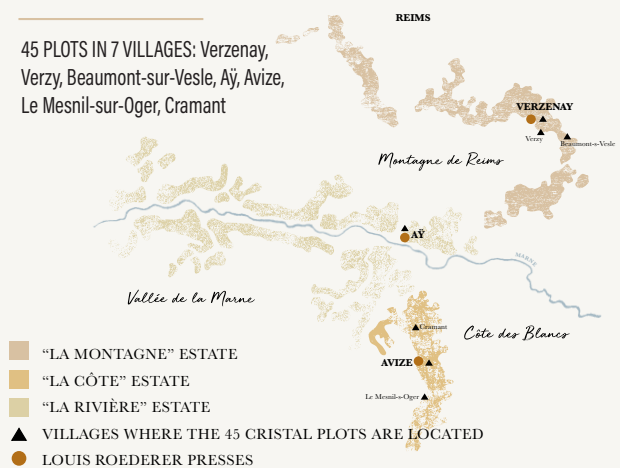 REIMS
45 PLOTS IN 7 VILLAGES: Verzenay,
Verzy, Beaumont-sur-Vesle, Aÿ, Avize,
Le Mesnil-sur-Oger, Cramant
VERZENAY
Verzy
Beaumont-s-Vesle
Montagne de Reims
AŸ
MARNE
Vallée de la Marne
Cramant
Côte des Blancs
AVIZE
Le Mesnil-s-Oger
“LA MONTAGNE” ESTATE
“LA CÔTE” ESTATE
“LA RIVIÈRE” ESTATE
VILLAGES WHERE THE 45 CRISTAL PLOTS ARE LOCATED
LOUIS ROEDERER PRESSES